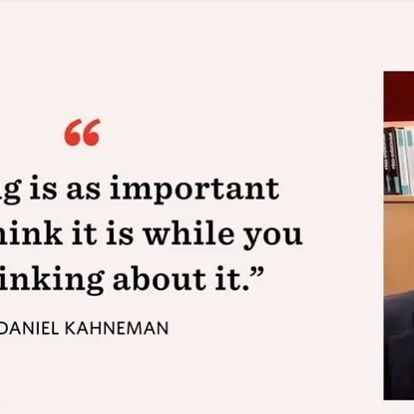 “
g is as important
hink it is while you
inking about it.”
DANIEL KAHNEMAN